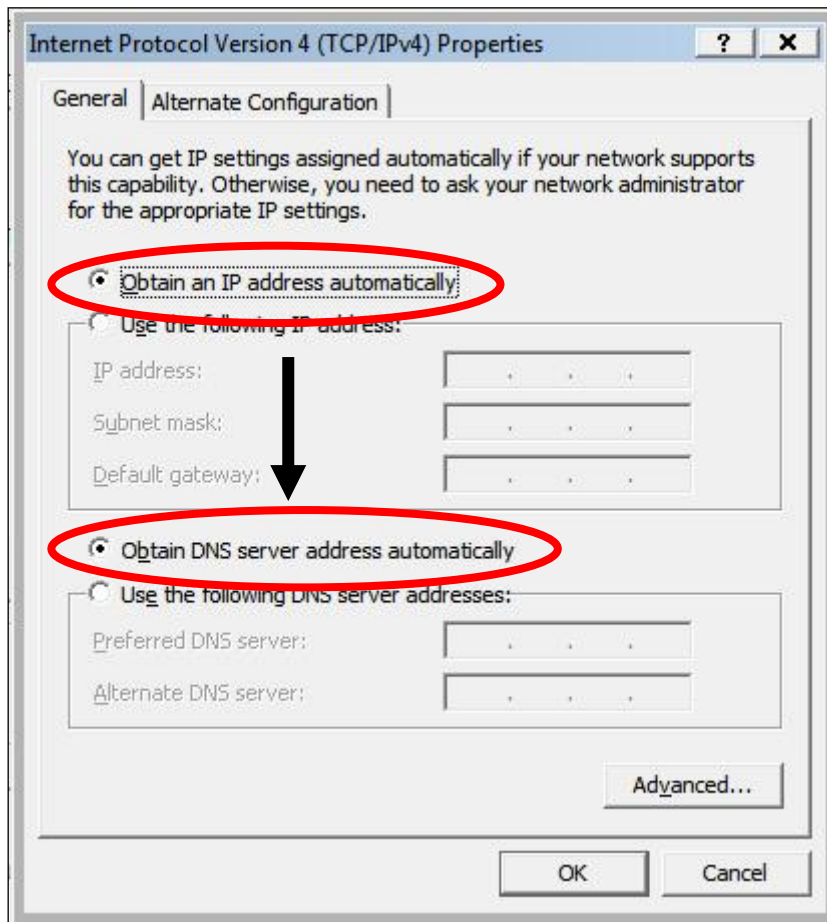 Internet Protocol Version 4 (TCP/IPv4) Properties
General Alternate Configuration
You can get IP settings assigned automatically if your network supports
this capability. Otherwise, you need to ask your network administrator
for the appropriate IP settings.
Obtain an IP address automatically
Use the following IP address:
IP address:
Subnet mask:
Default gateway:
Obtain DNS server address automatically
Use the following DNS server addresses:
Preferred DNS server:
Alternate DNS server:
Advanced...
OK Cancel